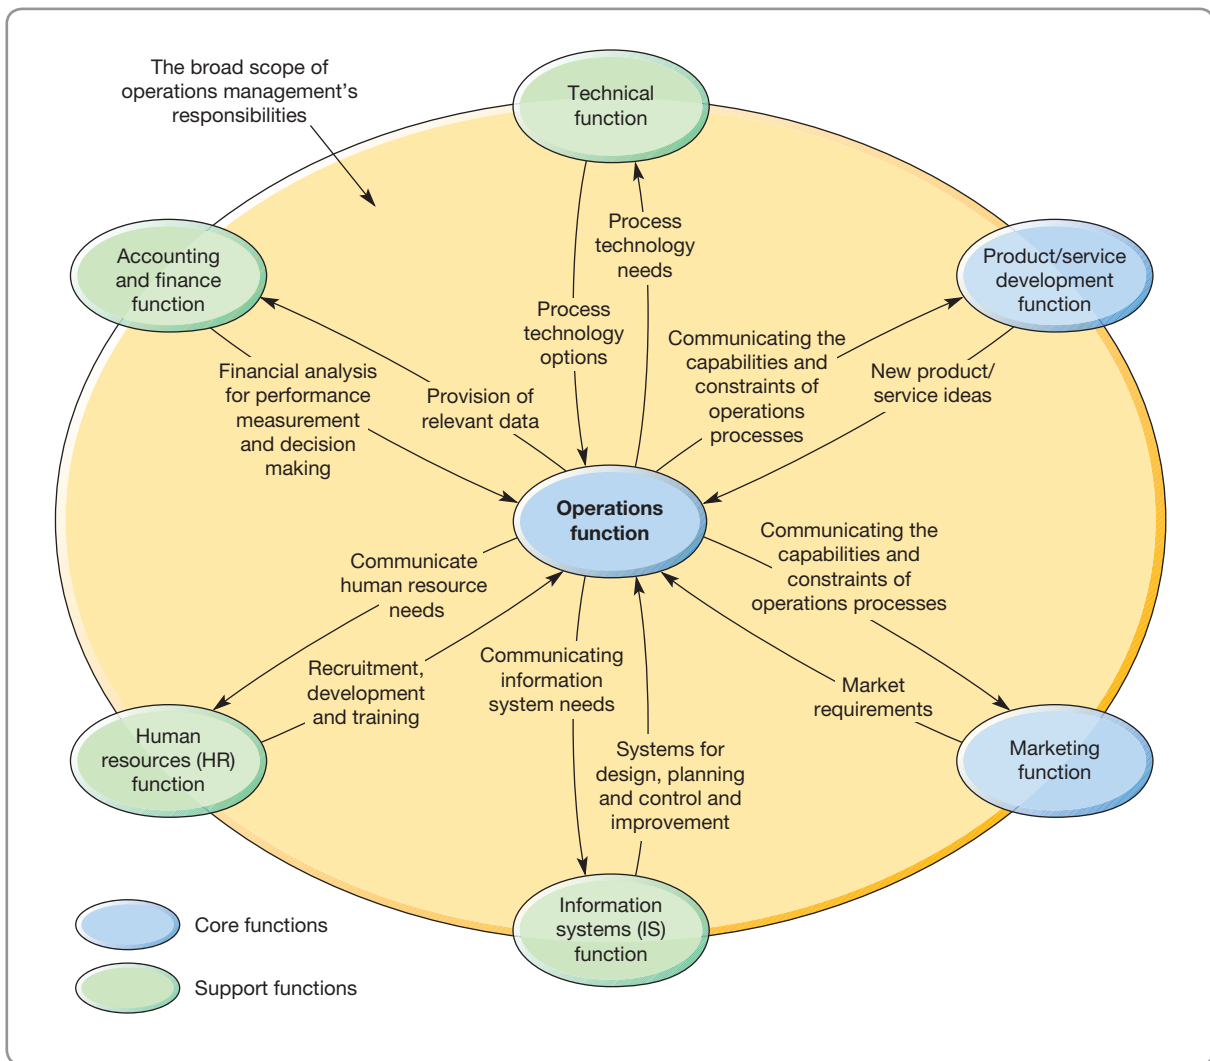 The broad scope of
operations management’s
responsibilities
Technical
function
Accounting
and finance
function
Product/service
development
function
Process
technology
needs
Process
technology
options
Communicating the
capabilities and
constraints of
operations
processes
New product/
service ideas
Financial analysis
for performance
measurement
and decision
making
Provision of
relevant data
Operations
function
Communicate
human resource
needs
Communicating the
capabilities and
constraints of
operations processes
Recruitment,
development
and training
Communicating
information
system needs
Market
requirements
Human
resources (HR)
function
Systems for
design, planning
and control and
improvement
Marketing
function
Information
systems (IS)
function
Core functions
Support functions